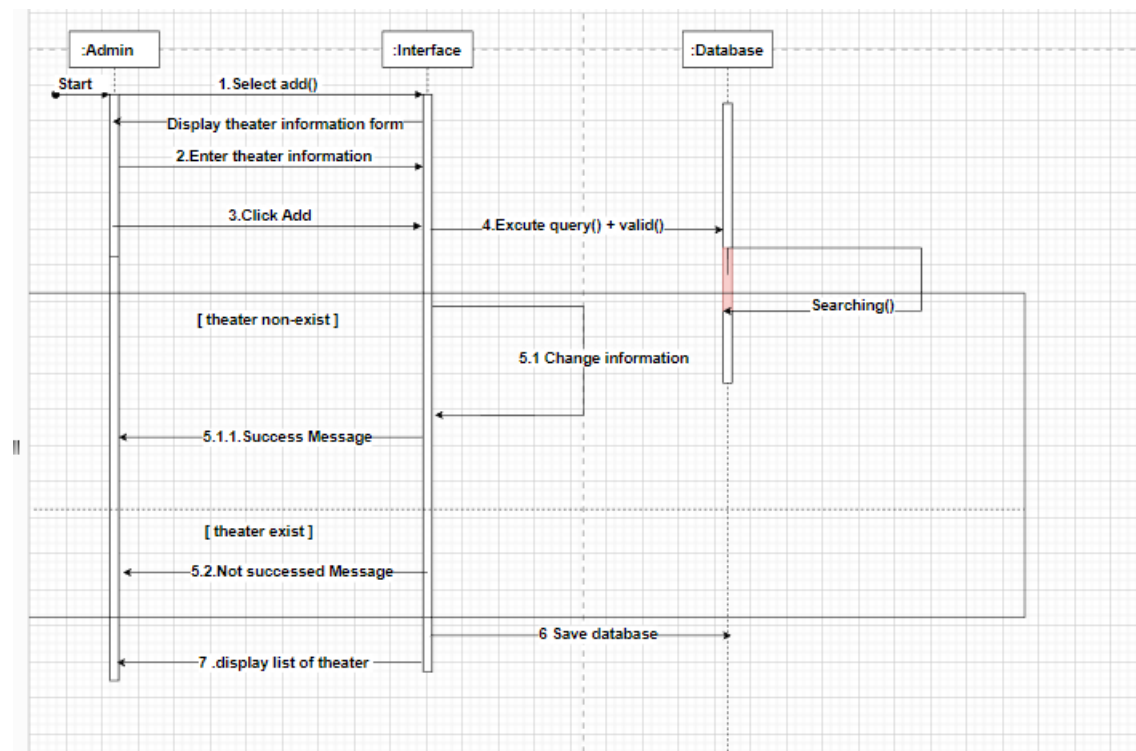 :Admin
:Interface
:Database
Start
1.Select add()
Display theater information form
2.Enter theater information
3.Click Add
4.Excute query() + valid()
Searching()
[ theater non-exist ]
5.1 Change information
5.1.1.Success Message
[ theater exist ]
5.2.Not successed Message
6 Save database
7 .display list of theater